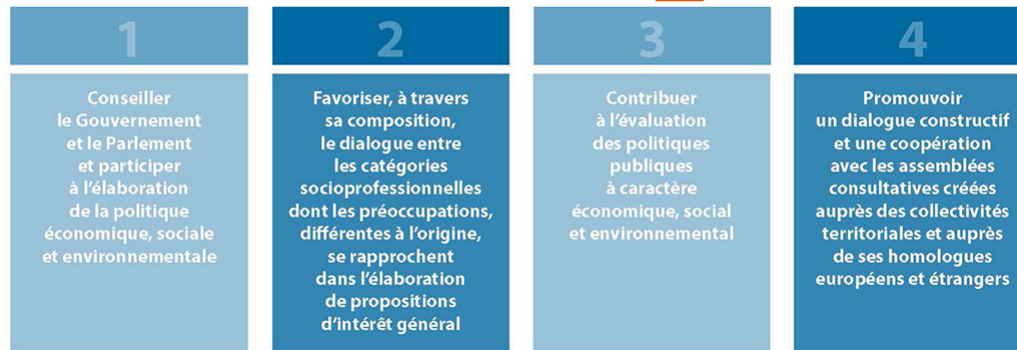 1
Conseiller
le Gouvernement
et le Parlement
et participer
à l'élaboration
de la politique
économique, sociale
et environnementale
2
Favoriser, à travers
sa composition,
le dialogue entre
les catégories
socioprofessionnelles
dont les préoccupations,
différentes à l'origine,
se rapprochent
dans l'élaboration
de propositions
d'intérêt général
3
Contribuer
à l'évaluation
des politiques
publiques
à caractère
économique, social
et environnemental
4
Promouvoir
un dialogue constructif
et une coopération
avec les assemblées
consultatives créées
auprès des collectivités
territoriales et auprès
de ses homologues
européens et étrangers